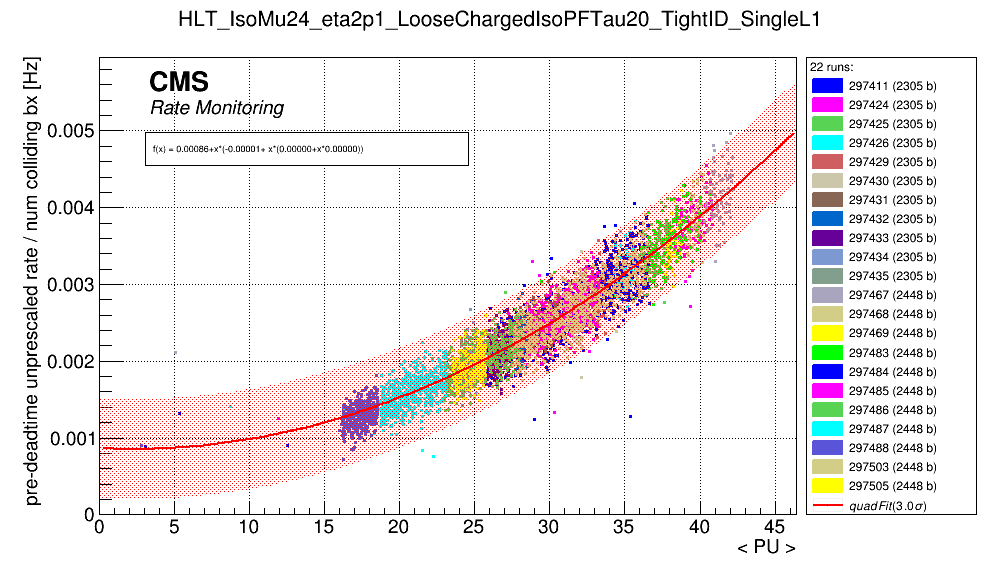 HLT_IsoMu24_eta2p1_LooseChargedIsoPFTau20_TightID_SingleL1
pre-deadtime unprescaled rate / num colliding bx [Hz]
CMS
Rate Monitoring
f(x) = 0.00086+x*(-0.00001+ x*(0.00000+x*0.00000))
0.005
0.004
0.003
0.002
0.001
0
0 5 10 15 20 25 30 35 40 45
< PU >
22 runs:
297411 (2305 b)
297424 (2305 b)
297425 (2305 b)
297426 (2305 b)
297429 (2305 b)
297430 (2305 b)
297431 (2305 b)
297432 (2305 b)
297433 (2305 b)
297434 (2305 b)
297435 (2305 b)
297467 (2448 b)
297468 (2448 b)
297469 (2448 b)
297483 (2448 b)
297484 (2448 b)
297485 (2448 b)
297486 (2448 b)
297487 (2448 b)
297488 (2448 b)
297503 (2448 b)
297505 (2448 b)
quadFit(3.0σ)